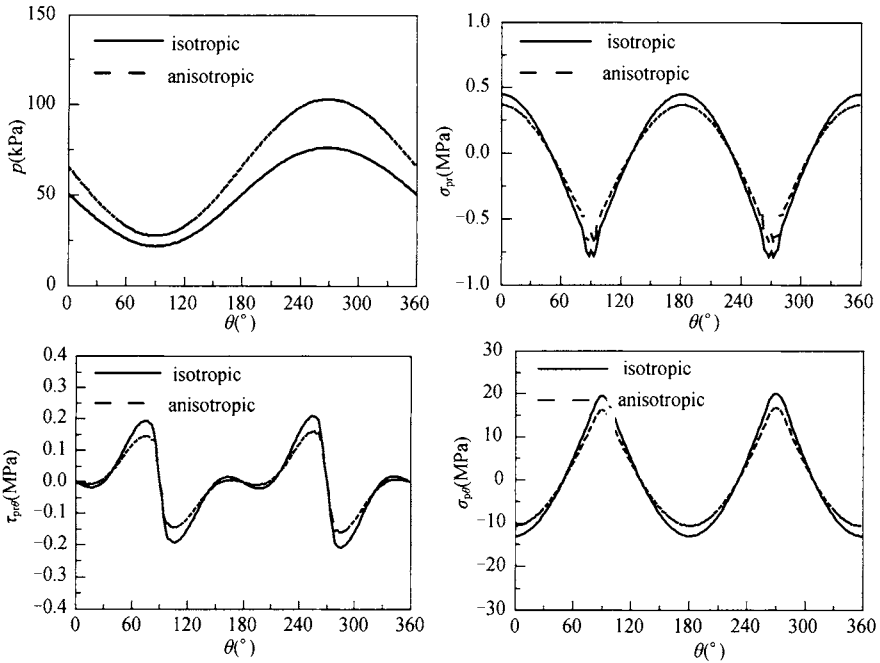 150
100
50
0
p(kPa)
isotropic
anisotropic
0 60 120 180 240 300 360
θ(°)
1.0
0.5
0.0
−0.5
−1.0
σpr(MPa)
isotropic
anisotropic
0 60 120 180 240 300 360
θ(°)
0.4
0.3
0.2
0.1
0.0
−0.1
−0.2
−0.3
−0.4
τprθ(MPa)
isotropic
anisotropic
0 60 120 180 240 300 360
θ(°)
30
20
10
0
−10
−20
−30
σpθ(MPa)
isotropic
anisotropic
0 60 120 180 240 300 360
θ(°)